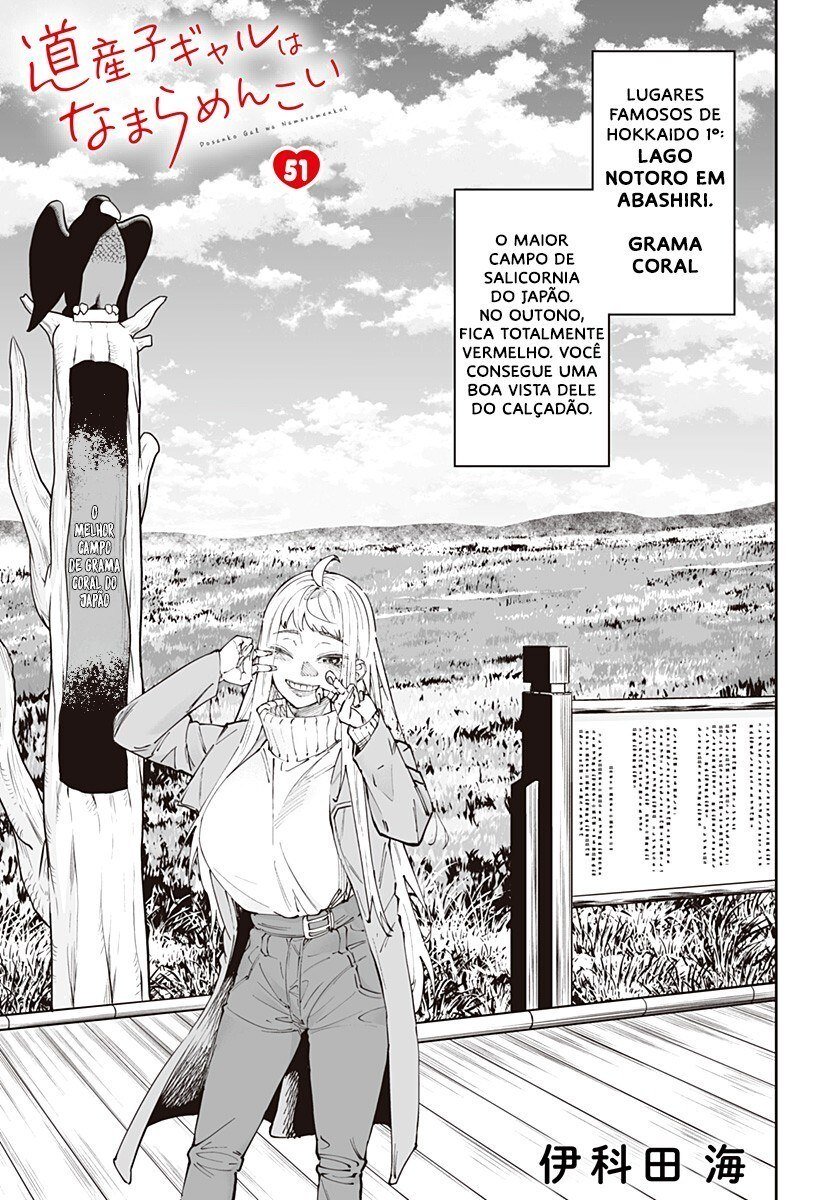 道産子ギャルは
なまらめんこい
Dosanko Gal wa Namaramenkoi
51
LUGARES
FAMOSOS DE
HOKKAIDO 1º:
LAGO
NOTORO EM
ABASHIRI.
GRAMA
CORAL
O MAIOR
CAMPO DE
SALICORNIA
DO JAPÃO.
NO OUTONO,
FICA TOTALMENTE
VERMELHO. VOCÊ
CONSEGUE UMA
BOA VISTA DELE
DO CALÇADÃO.
O
MELHOR
CAMPO
DE GRAMA
CORAL DO
JAPÃO
伊科田 海